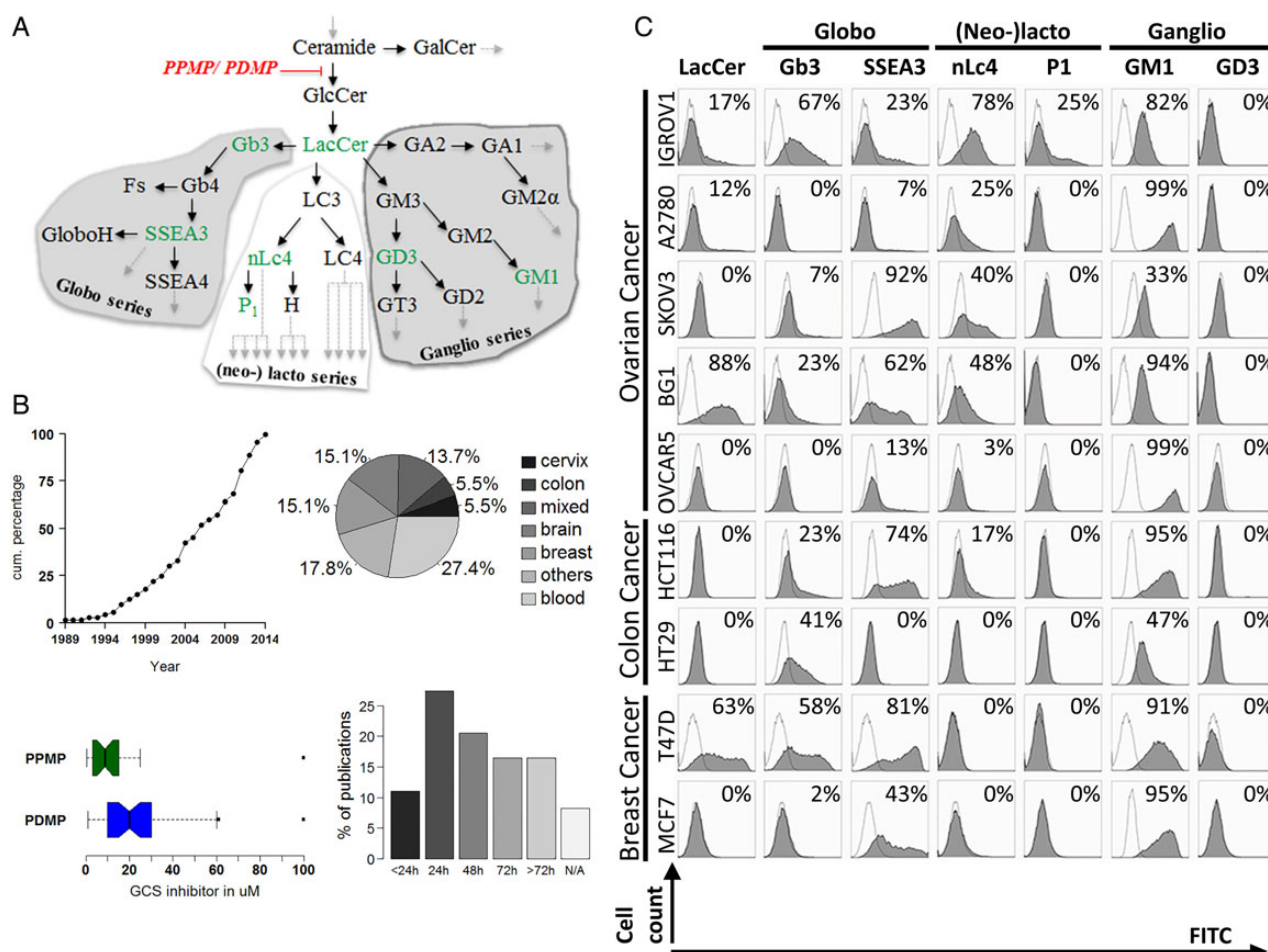 A
Ceramide GalCer
PPMP/ PDMP
GlcCer
Gb3 LacCer GA2 GA1
Fs Gb4 LC3 GM3 GM2α
GloboH SSEA3 nLc4 LC4 GD3 GM2 GM1
SSEA4 P1 H GT3 GD2
Globo series
(neo-) lacto series
Ganglio series
B
cum. percentage
100
75
50
25
0
1989 1994 1999 2004 2009 2014
Year
15.1% 13.7%
5.5%
15.1% 5.5%
17.8% 27.4%
cervix
colon
mixed
brain
breast
others
blood
PPMP
PDMP
0 20 40 60 80 100
GCS inhibitor in uM
% of publications
25
20
15
10
5
0
<24h 24h 48h 72h >72h N/A
C
Globo (Neo-)lacto Ganglio
LacCer Gb3 SSEA3 nLc4 P1 GM1 GD3
Ovarian Cancer
IGROV1 17% 67% 23% 78% 25% 82% 0%
A2780 12% 0% 7% 25% 0% 99% 0%
SKOV3 0% 7% 92% 40% 0% 33% 0%
BG1 88% 23% 62% 48% 0% 94% 0%
OVCAR5 0% 0% 13% 3% 0% 99% 0%
Colon Cancer
HCT116 0% 23% 74% 17% 0% 95% 0%
HT29 0% 41% 0% 0% 0% 47% 0%
Breast Cancer
T47D 63% 58% 81% 0% 0% 91% 0%
MCF7 0% 2% 43% 0% 0% 95% 0%
Cell
count
FITC